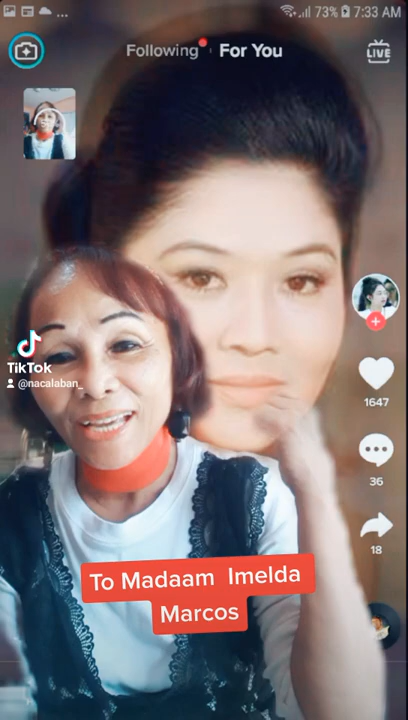 73% 7:33 AM
Following For You
LIVE
TikTok
@nacalaban_
1647
36
18
To Madaam Imelda
Marcos